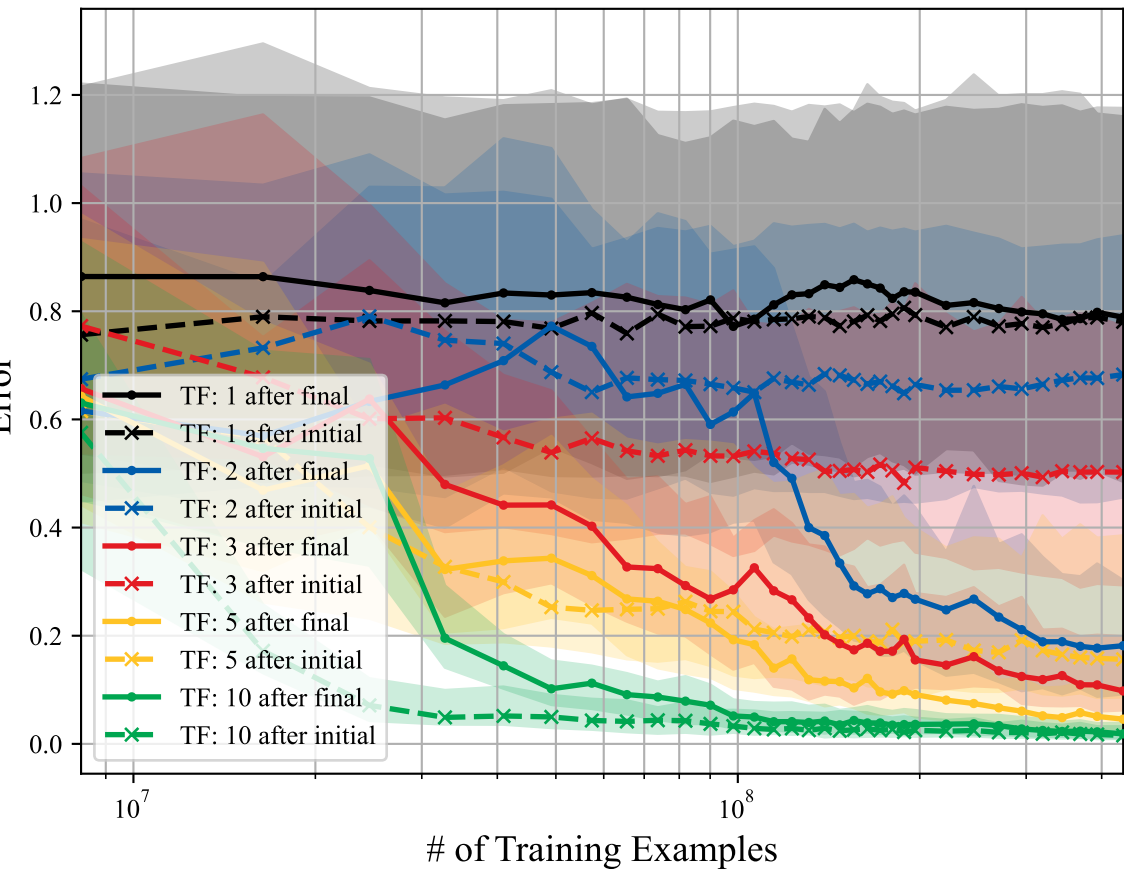 Error
1.2
1.0
0.8
0.6
0.4
0.2
0.0
TF: 1 after final
TF: 1 after initial
TF: 2 after final
TF: 2 after initial
TF: 3 after final
TF: 3 after initial
TF: 5 after final
TF: 5 after initial
TF: 10 after final
TF: 10 after initial
10⁷
10⁸
# of Training Examples